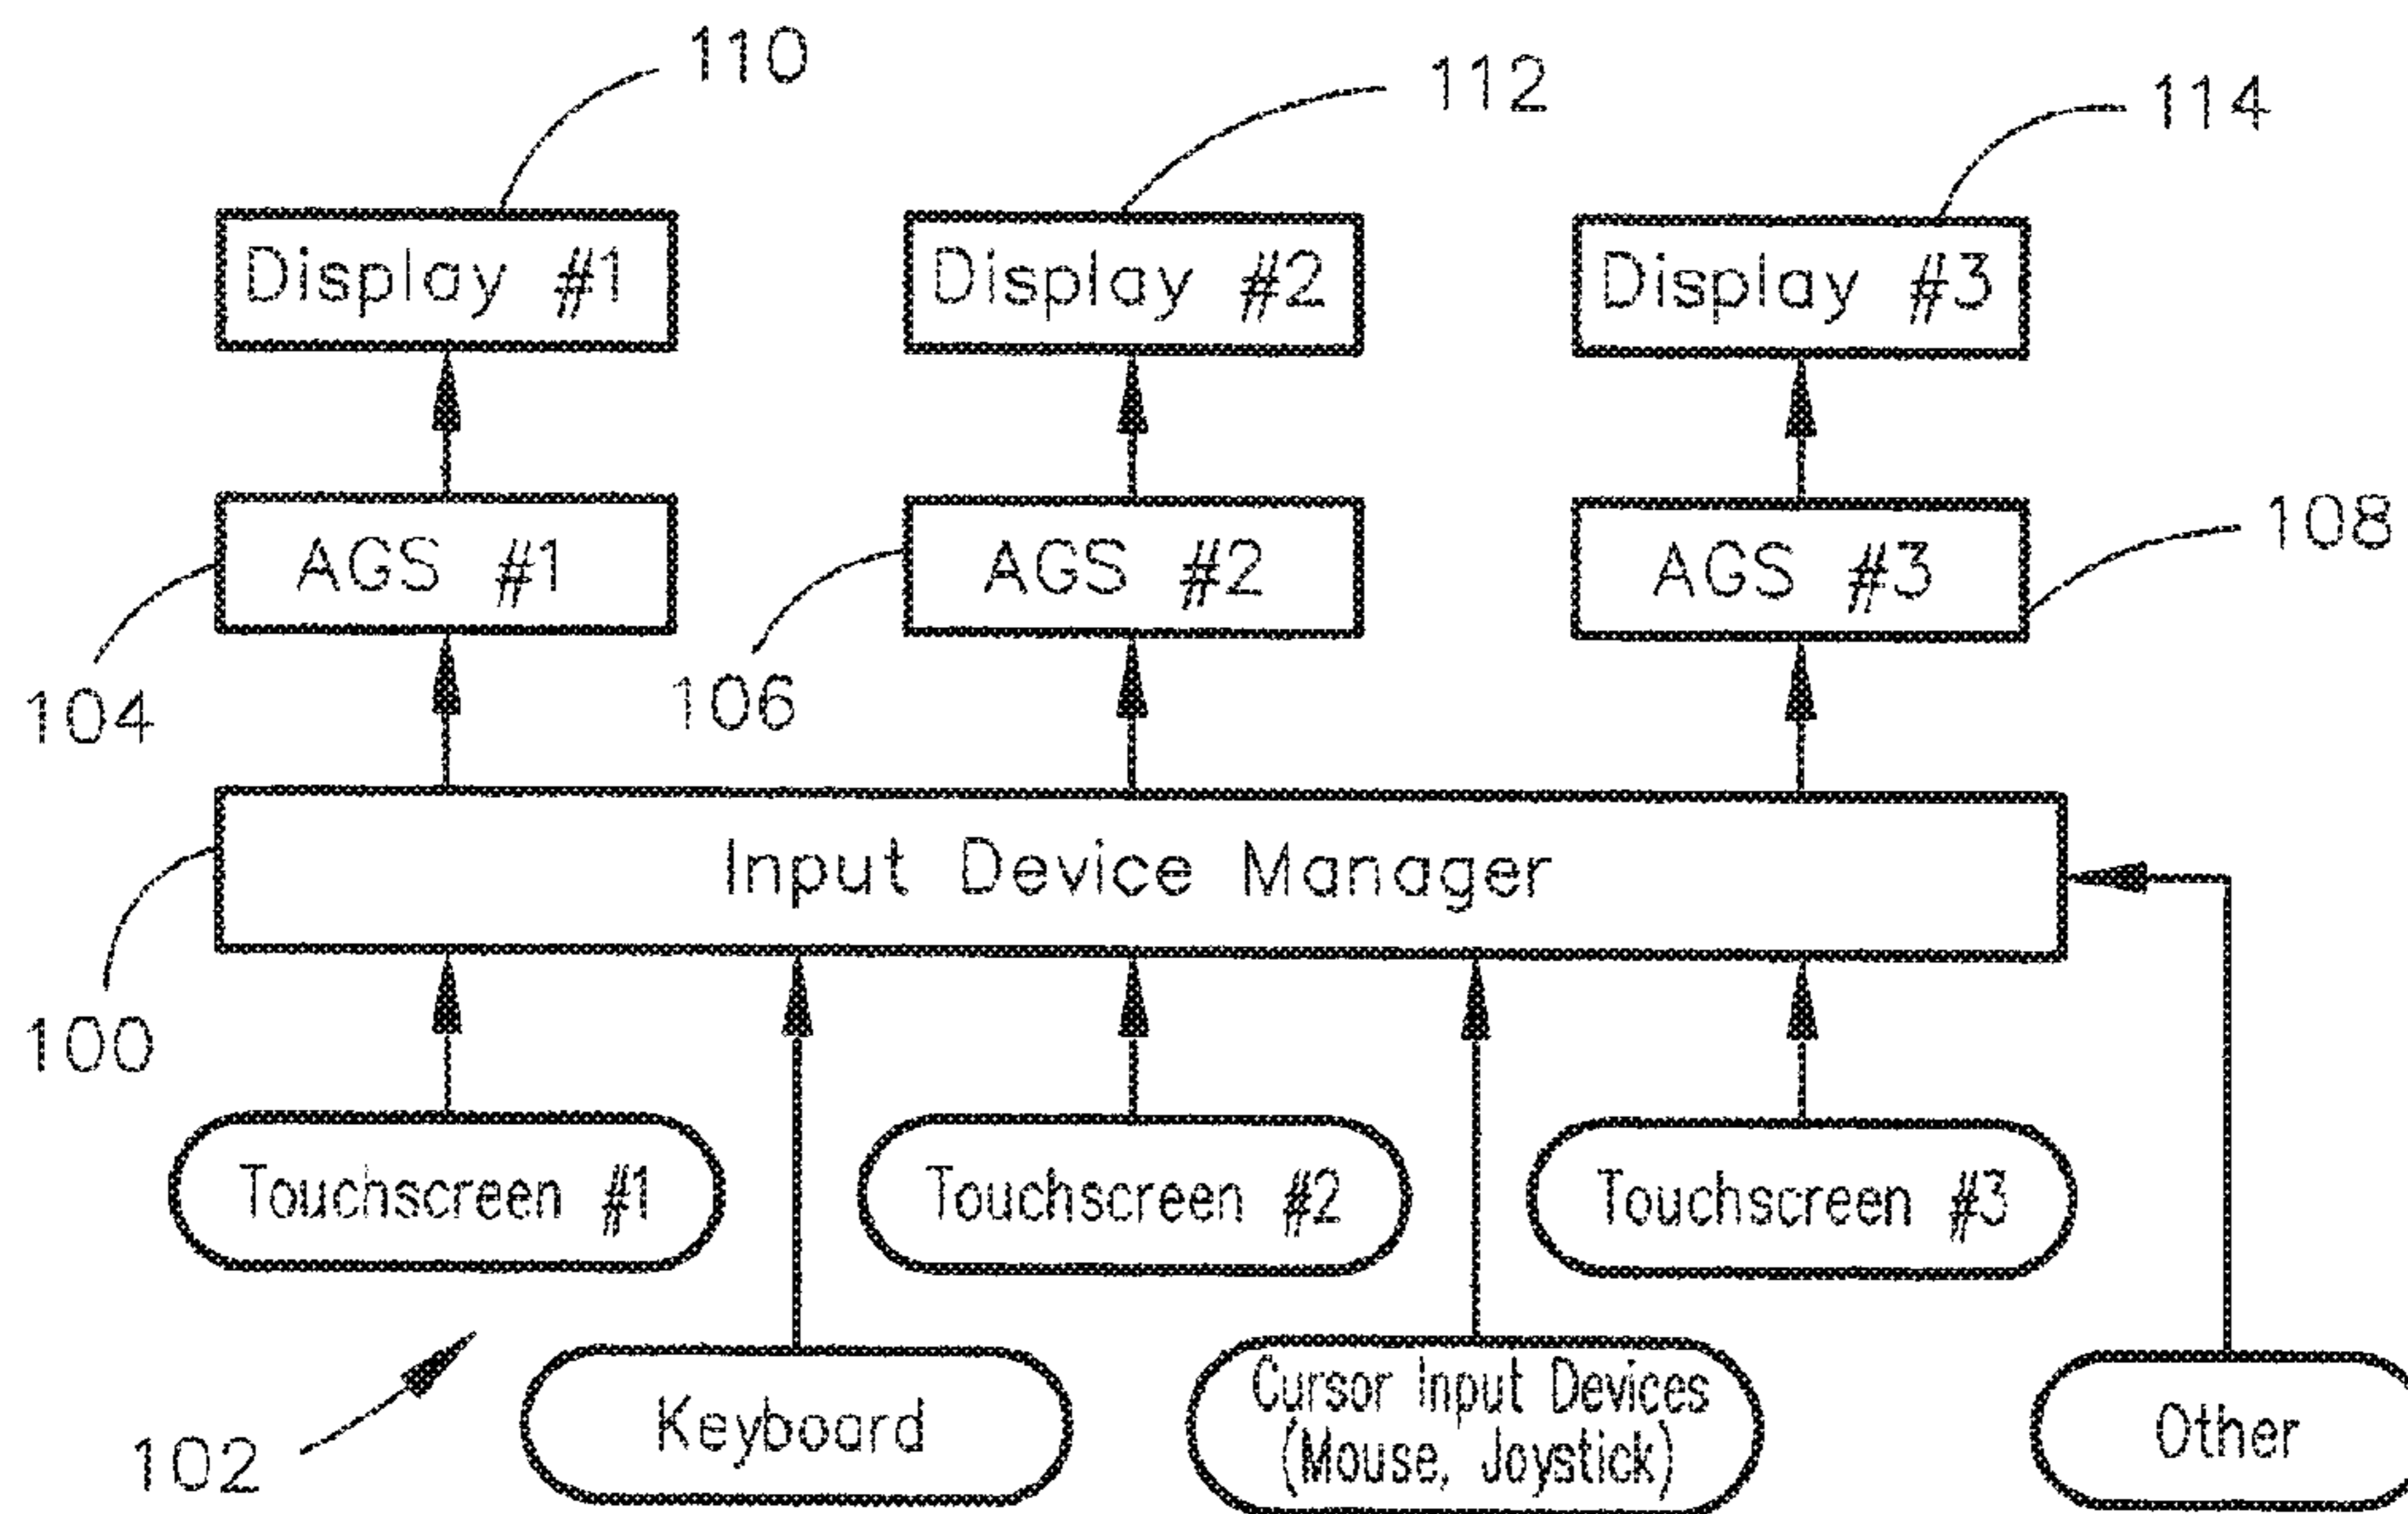 110
112
114
Display #1
Display #2
Display #3
AGS #1
AGS #2
AGS #3
108
104
106
Input Device Manager
100
Touchscreen #1
Touchscreen #2
Touchscreen #3
Keyboard
Cursor Input Devices
(Mouse, Joystick)
Other
102